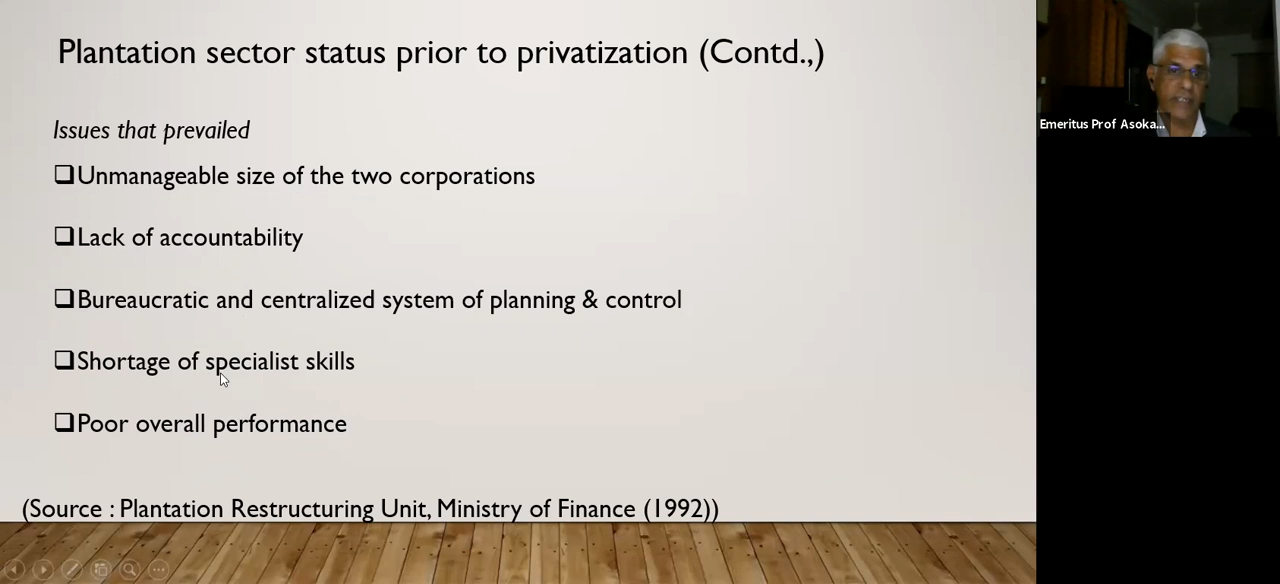 Plantation sector status prior to privatization (Contd.,)
Issues that prevailed
❑Unmanageable size of the two corporations
❑Lack of accountability
❑Bureaucratic and centralized system of planning & control
❑Shortage of specialist skills
❑Poor overall performance
(Source : Plantation Restructuring Unit, Ministry of Finance (1992))
Emeritus Prof Asoka...